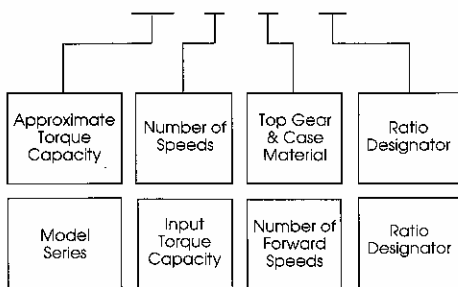 Approximate
Torque
Capacity
Number of
Speeds
Top Gear
& Case
Material
Ratio
Designator
Model
Series
Input
Torque
Capacity
Number of
Forward
Speeds
Ratio
Designator